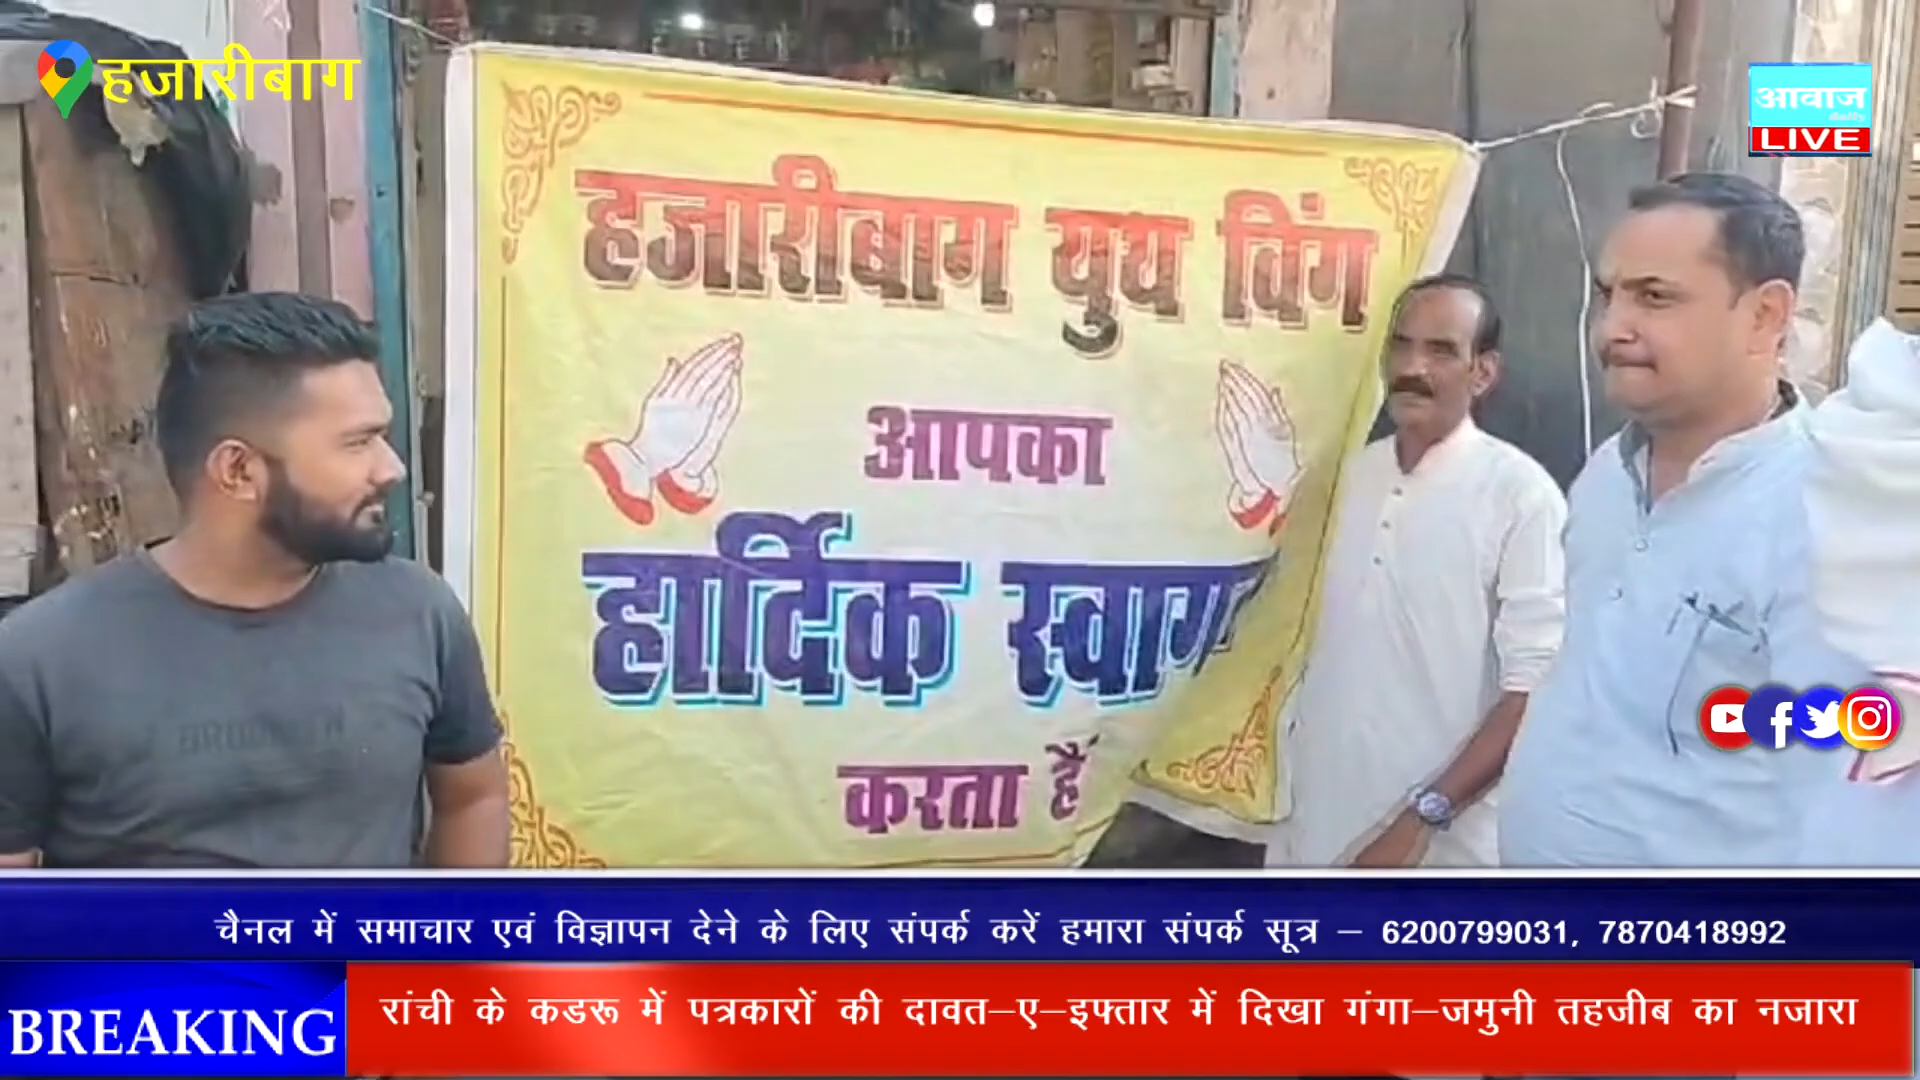 हजारीबाग
आवाज
daily
LIVE
हजारीबाग युथ विंग
आपका
हार्दिक स्वाग
करता है
चैनल में समाचार एवं विज्ञापन देने के लिए संपर्क करें हमारा संपर्क सूत्र – 6200799031, 7870418992
BREAKING
रांची के कडरू में पत्रकारों की दावत–ए–इफ्तार में दिखा गंगा–जमुनी तहजीब का नजारा